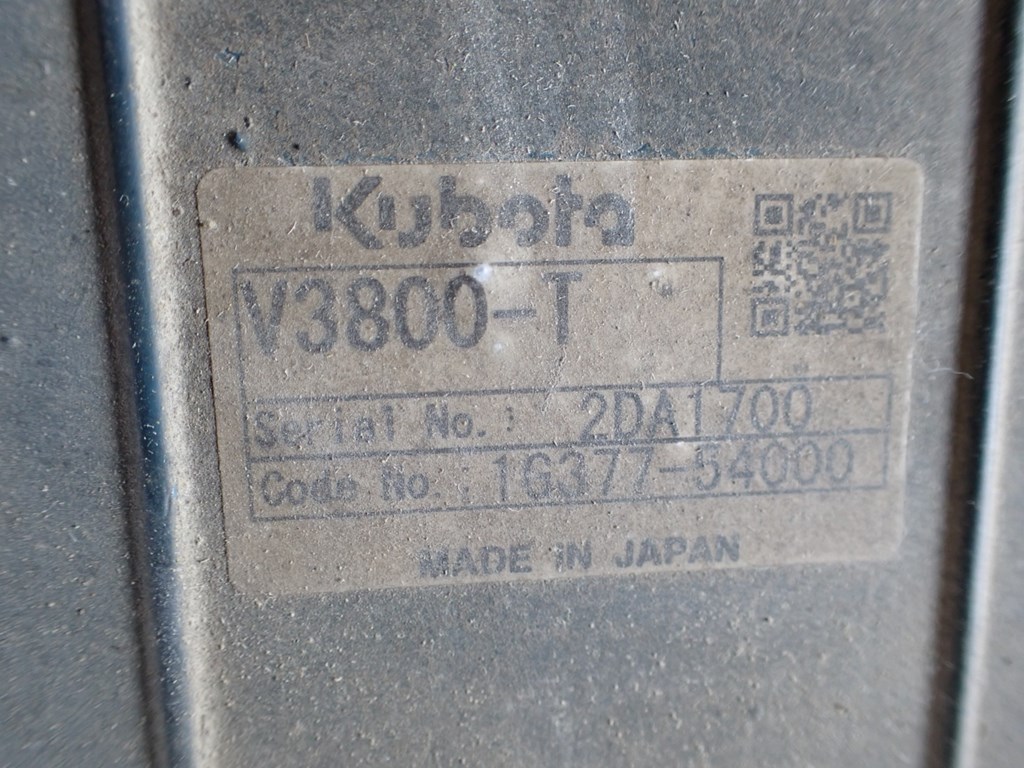 Kubota
V3800-T
Serial No.: 2DA1700
Code No.: 1G377-54000
MADE IN JAPAN